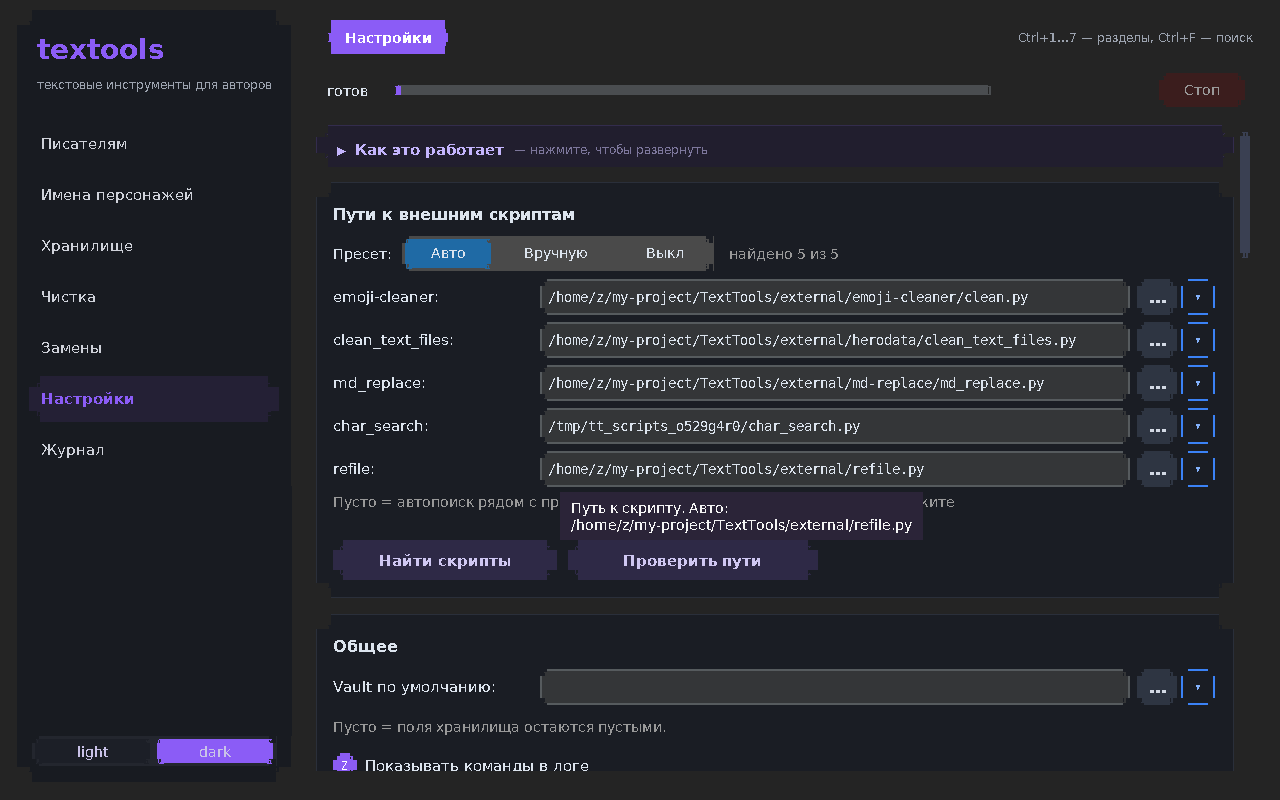 textools
текстовые инструменты для авторов
Писателям
Имена персонажей
Хранилище
Чистка
Замены
Настройки
Журнал
light
dark
Настройки
Ctrl+1…7 — разделы, Ctrl+F — поиск
готов
Стоп
▶ Как это работает — нажмите, чтобы развернуть
Пути к внешним скриптам
Пресет: Авто Вручную Выкл найдено 5 из 5
emoji-cleaner: /home/z/my-project/TextTools/external/emoji-cleaner/clean.py ... ▾
clean_text_files: /home/z/my-project/TextTools/external/herodata/clean_text_files.py ... ▾
md_replace: /home/z/my-project/TextTools/external/md-replace/md_replace.py ... ▾
char_search: /tmp/tt_scripts_o529g4r0/char_search.py ... ▾
refile: /home/z/my-project/TextTools/external/refile.py ... ▾
Пусто = автопоиск рядом с пр
Путь к скрипту. Авто:
/home/z/my-project/TextTools/external/refile.py
Найти скрипты
Проверить пути
Общее
Vault по умолчанию: ... ▾
Пусто = поля хранилища остаются пустыми.
Z Показывать команды в логе